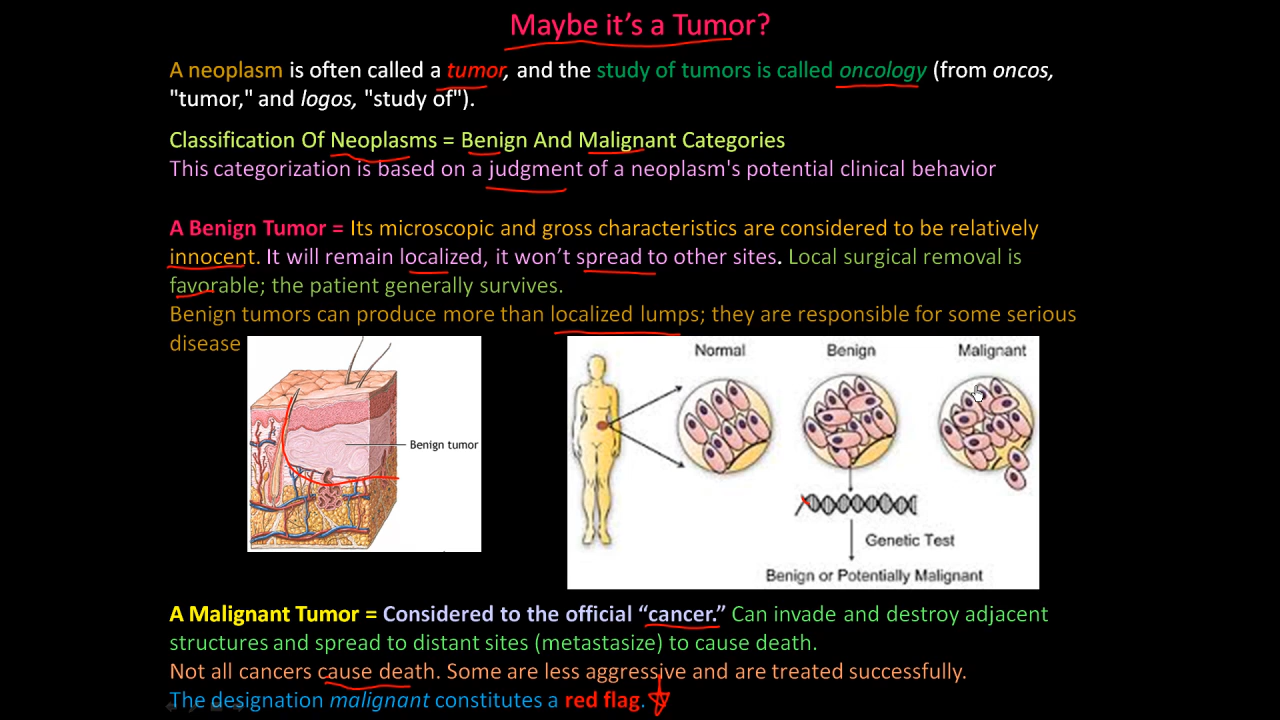 Maybe it's a Tumor?
A neoplasm is often called a tumor, and the study of tumors is called oncology (from oncos,
"tumor," and logos, "study of").
Classification Of Neoplasms = Benign And Malignant Categories
This categorization is based on a judgment of a neoplasm's potential clinical behavior
A Benign Tumor = Its microscopic and gross characteristics are considered to be relatively
innocent. It will remain localized, it won't spread to other sites. Local surgical removal is
favorable; the patient generally survives.
Benign tumors can produce more than localized lumps; they are responsible for some serious
disease
Benign tumor
Normal Benign Malignant
Genetic Test
Benign or Potentially Malignant
A Malignant Tumor = Considered to the official “cancer.” Can invade and destroy adjacent
structures and spread to distant sites (metastasize) to cause death.
Not all cancers cause death. Some are less aggressive and are treated successfully.
The designation malignant constitutes a red flag.